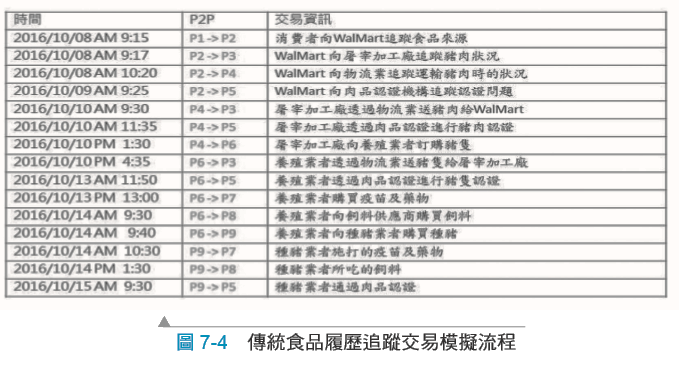 時間 P2P 交易資訊
2016/10/08 AM 9:15 P1->P2 消費者向WalMart追蹤食品來源
2016/10/08 AM 9:17 P2->P3 WalMart 向屠宰加工廠追蹤豬肉狀況
2016/10/08 AM 10:20 P2->P4 WalMart 向物流業追蹤運輸豬肉時的狀況
2016/10/09 AM 9:25 P2->P5 WalMart 向肉品認證機構追蹤認證問題
2016/10/10 AM 9:30 P4->P3 屠宰加工廠透過物流業送豬肉給WalMart
2016/10/10 AM 11:35 P4->P5 屠宰加工廠透過肉品認證進行豬肉認證
2016/10/10 PM 1:30 P4->P6 屠宰加工廠向養殖業者訂購豬隻
2016/10/10 PM 4:35 P6->P3 養殖業者透過物流業送豬隻給屠宰加工廠
2016/10/13 AM 11:50 P6->P5 養殖業者透過肉品認證進行豬隻認證
2016/10/13 PM 13:00 P6->P7 養殖業者購買疫苗及藥物
2016/10/14 AM 9:30 P6->P8 養殖業者向飼料供應商購買飼料
2016/10/14 AM 9:40 P6->P9 養殖業者向種豬業者購買種豬
2016/10/14 AM 10:30 P9->P7 種豬業者施打的疫苗及藥物
2016/10/14 PM 1:30 P9->P8 種豬業者所吃的飼料
2016/10/15 AM 9:30 P9->P5 種豬業者通過肉品認證
圖 7-4 傳統食品履歷追蹤交易模擬流程